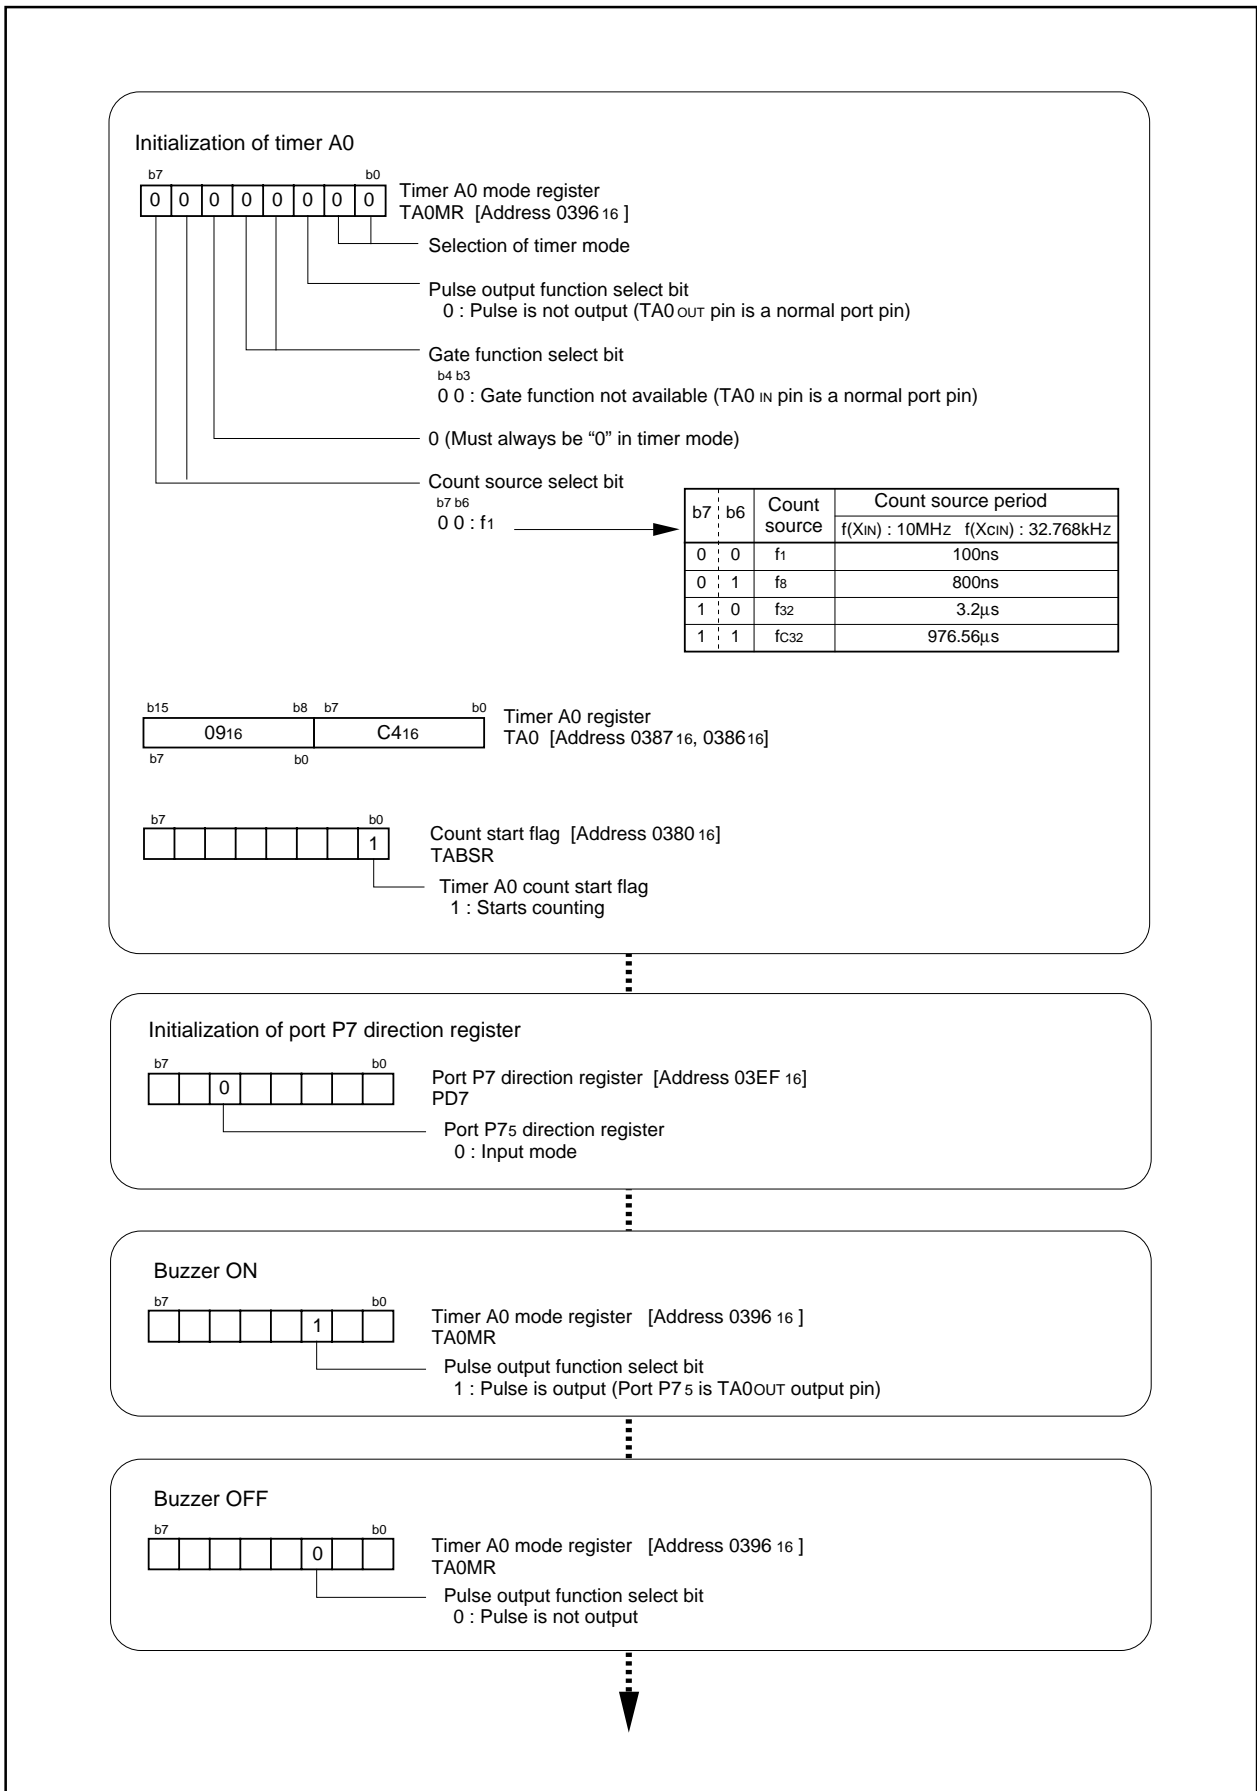 Initialization of timer A0
b7 b0
0 0 0 0 0 0 0 0
Timer A0 mode register
TA0MR [Address 0396 16 ]
Selection of timer mode
Pulse output function select bit
0 : Pulse is not output (TA0 OUT pin is a normal port pin)
Gate function select bit
b4 b3
0 0 : Gate function not available (TA0 IN pin is a normal port pin)
0 (Must always be “0” in timer mode)
Count source select bit
b7 b6
0 0 : f1
b7 b6 Count source Count source period
f(XIN) : 10MHZ f(XCIN) : 32.768kHZ
0 0 f1 100ns
0 1 f8 800ns
1 0 f32 3.2µs
1 1 fC32 976.56µs
b15 b8 b7 b0
0916 C416
b7 b0
Timer A0 register
TA0 [Address 0387 16, 0386 16]
b7 b0
1
Count start flag [Address 0380 16]
TABSR
Timer A0 count start flag
1 : Starts counting
Initialization of port P7 direction register
b7 b0
0
Port P7 direction register [Address 03EF 16]
PD7
Port P75 direction register
0 : Input mode
Buzzer ON
b7 b0
1
Timer A0 mode register [Address 0396 16 ]
TA0MR
Pulse output function select bit
1 : Pulse is output (Port P7 5 is TA0OUT output pin)
Buzzer OFF
b7 b0
0
Timer A0 mode register [Address 0396 16 ]
TA0MR
Pulse output function select bit
0 : Pulse is not output